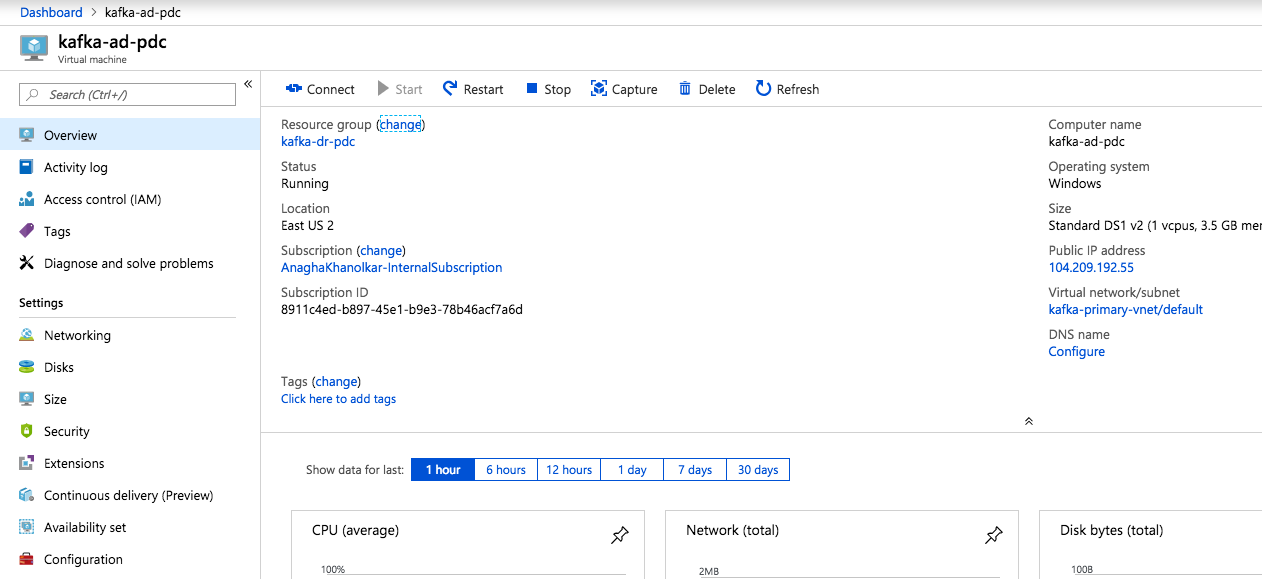 Dashboard > kafka-ad-pdc
kafka-ad-pdc
Virtual machine
Search (Ctrl+/)
«
Overview
Activity log
Access control (IAM)
Tags
Diagnose and solve problems
Settings
Networking
Disks
Size
Security
Extensions
Continuous delivery (Preview)
Availability set
Configuration
Connect Start Restart Stop Capture Delete Refresh
Resource group (change)
kafka-dr-pdc
Status
Running
Location
East US 2
Subscription (change)
AnaghaKhanolkar-InternalSubscription
Subscription ID
8911c4ed-b897-45e1-b9e3-78b46acf7a6d
Computer name
kafka-ad-pdc
Operating system
Windows
Size
Standard DS1 v2 (1 vcpus, 3.5 GB mer
Public IP address
104.209.192.55
Virtual network/subnet
kafka-primary-vnet/default
DNS name
Configure
Tags (change)
Click here to add tags
Show data for last: 1 hour 6 hours 12 hours 1 day 7 days 30 days
CPU (average)
100%
Network (total)
2MB
Disk bytes (total)
100B